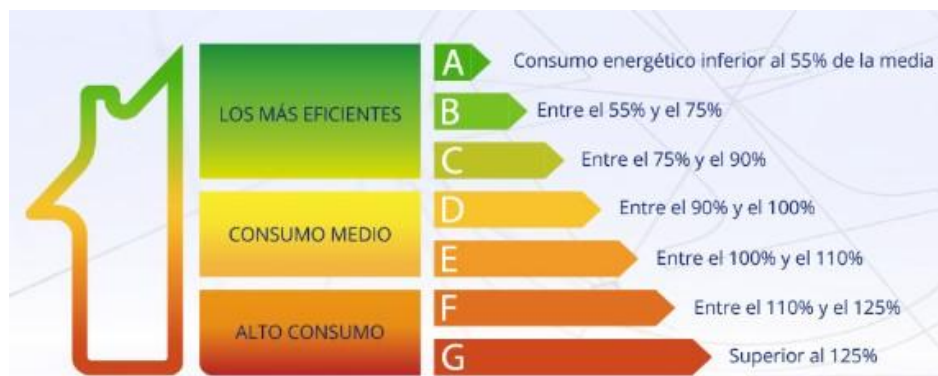 LOS MÁS EFICIENTES
A Consumo energético inferior al 55% de la media
B Entre el 55% y el 75%
C Entre el 75% y el 90%
CONSUMO MEDIO
D Entre el 90% y el 100%
E Entre el 100% y el 110%
ALTO CONSUMO
F Entre el 110% y el 125%
G Superior al 125%